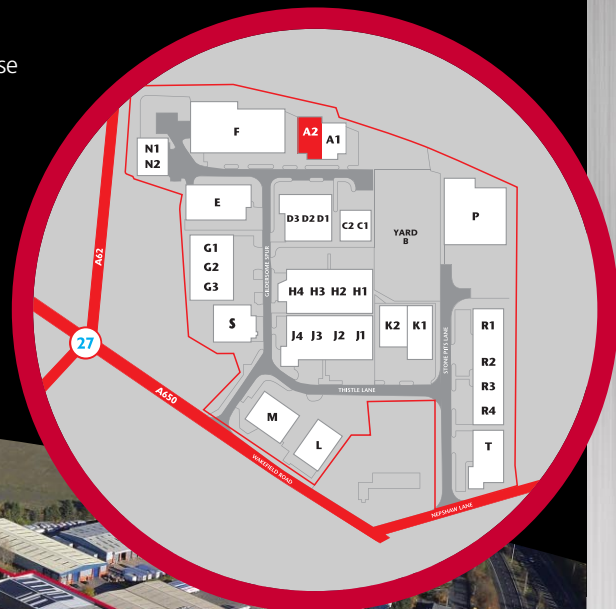 se
F
A2
A1
N1
N2
E
D3 D2 D1
C2 C1
YARD
B
P
A62
G1
G2
G3
GILDERSOME SPUR
H4 H3 H2 H1
S
J4 J3 J2 J1
K2 K1
STONE PITS LANE
R1
R2
R3
R4
27
A650
THISTLE LANE
M
L
T
WAKEFIELD ROAD
NEPSHAW LANE